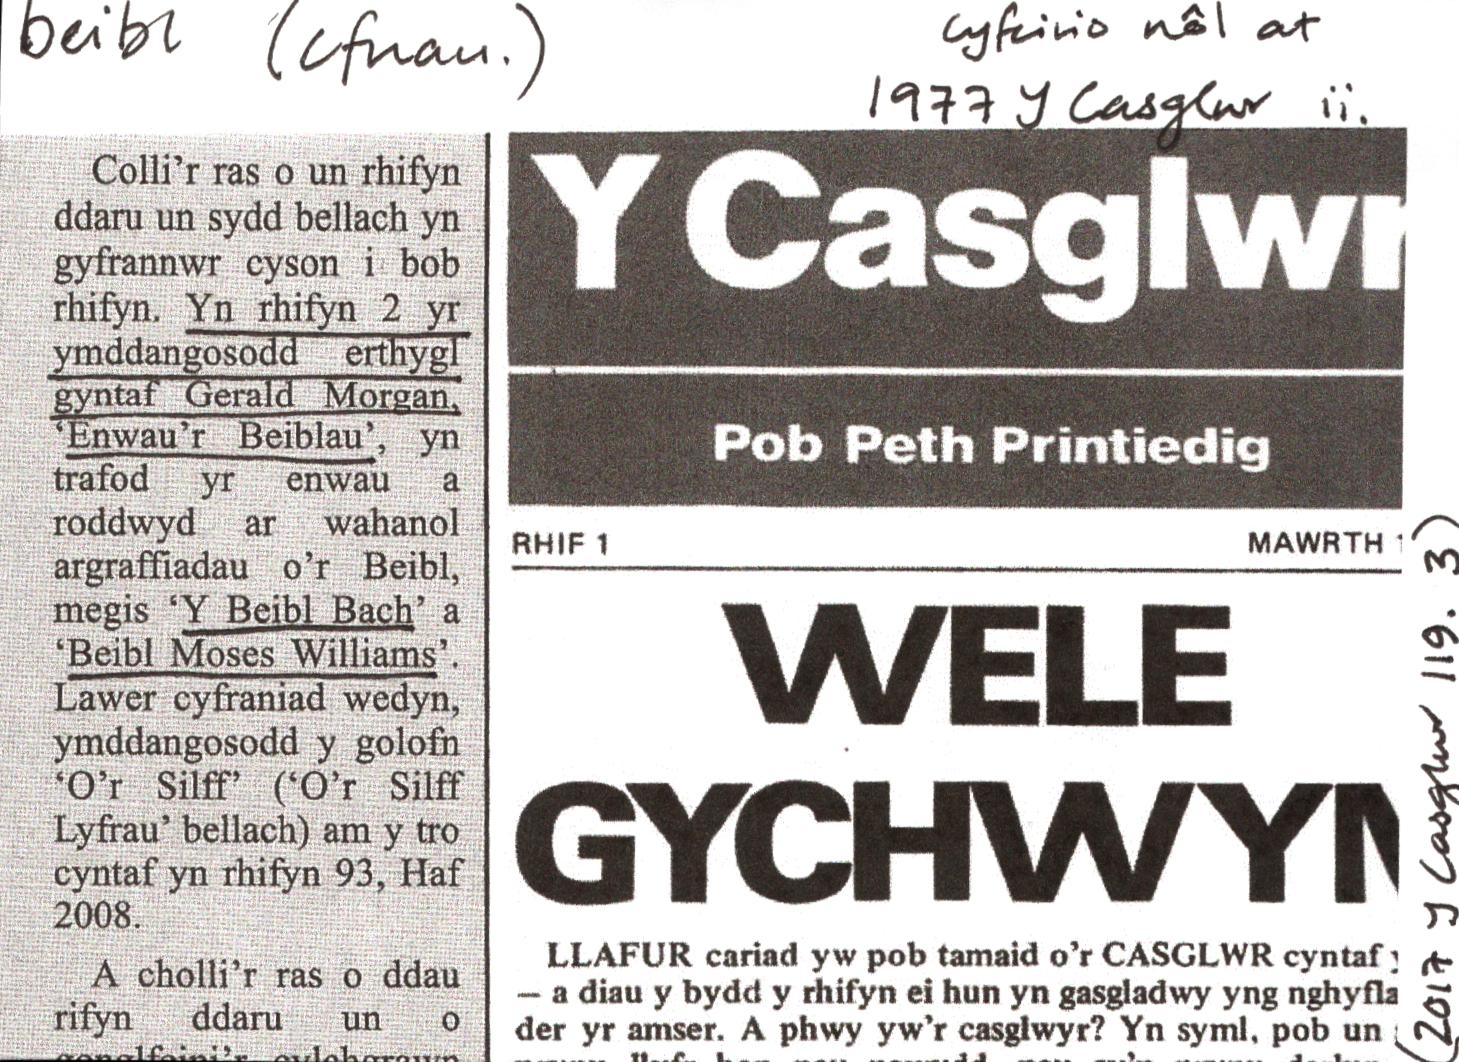 beibl (cfnau.)
cyfeirio nôl at
1977 Y Casglwr ii.
Colli'r ras o un rhifyn
ddaru un sydd bellach yn
gyfrannwr cyson i bob
rhifyn. Yn rhifyn 2 yr
ymddangosodd erthygl
gyntaf Gerald Morgan,
‘Enwau'r Beiblau’, yn
trafod yr enwau a
roddwyd ar wahanol
argraffiadau o'r Beibl,
megis ‘Y Beibl Bach’ a
‘Beibl Moses Williams’.
Lawer cyfraniad wedyn,
ymddangosodd y golofn
‘O'r Silff’ (‘O'r Silff
Lyfrau’ bellach) am y tro
cyntaf yn rhifyn 93, Haf
2008.
A cholli'r ras o ddau
rifyn ddaru un o
Y Casglwr
Pob Peth Printiedig
RHIF 1
MAWRTH 1
WELE
GYCHWYN
LLAFUR cariad yw pob tamaid o'r CASGLWR cyntaf y
– a diau y bydd y rhifyn ei hun yn gasgladwy yng nghyfla
der yr amser. A phwy yw'r casglwyr? Yn syml, pob un
(2017 Y Casglwr 119. 3)